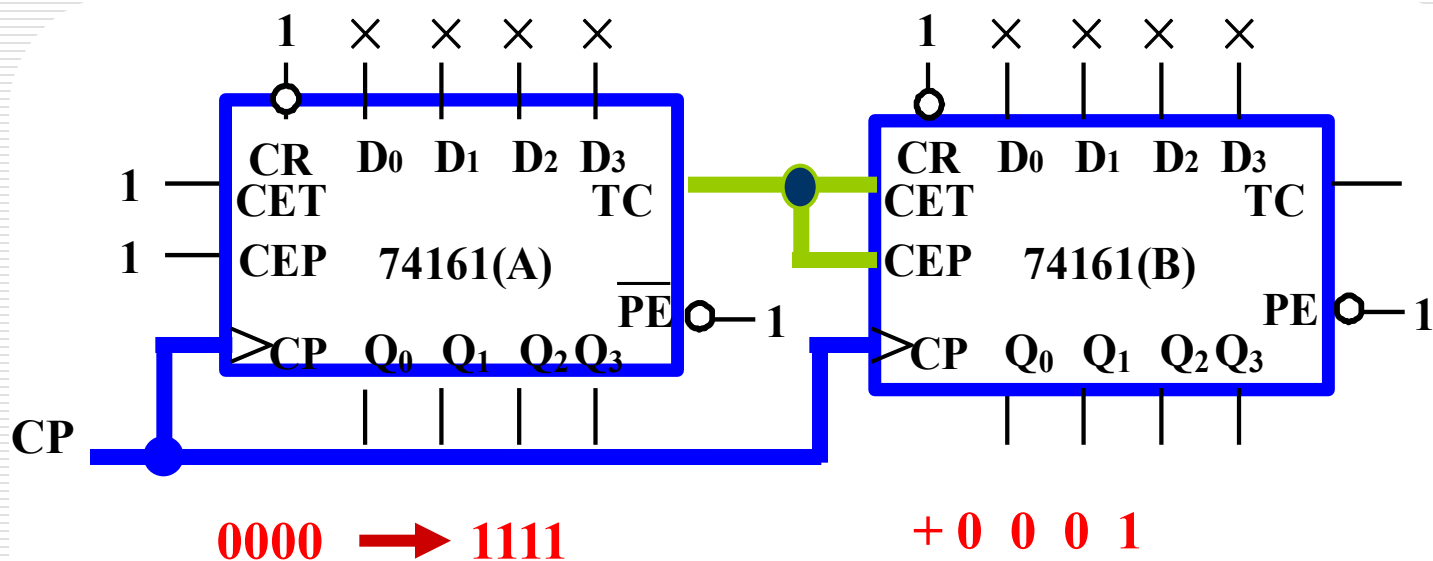 1 × × × × 1 × × × ×
CR D0 D1 D2 D3 CR D0 D1 D2 D3
1 CET TC CET TC
1 CEP 74161(A) CEP 74161(B)
P̅E̅ 1 PE 1
CP Q0 Q1 Q2 Q3 CP Q0 Q1 Q2 Q3
CP
0000 → 1111 + 0 0 0 1